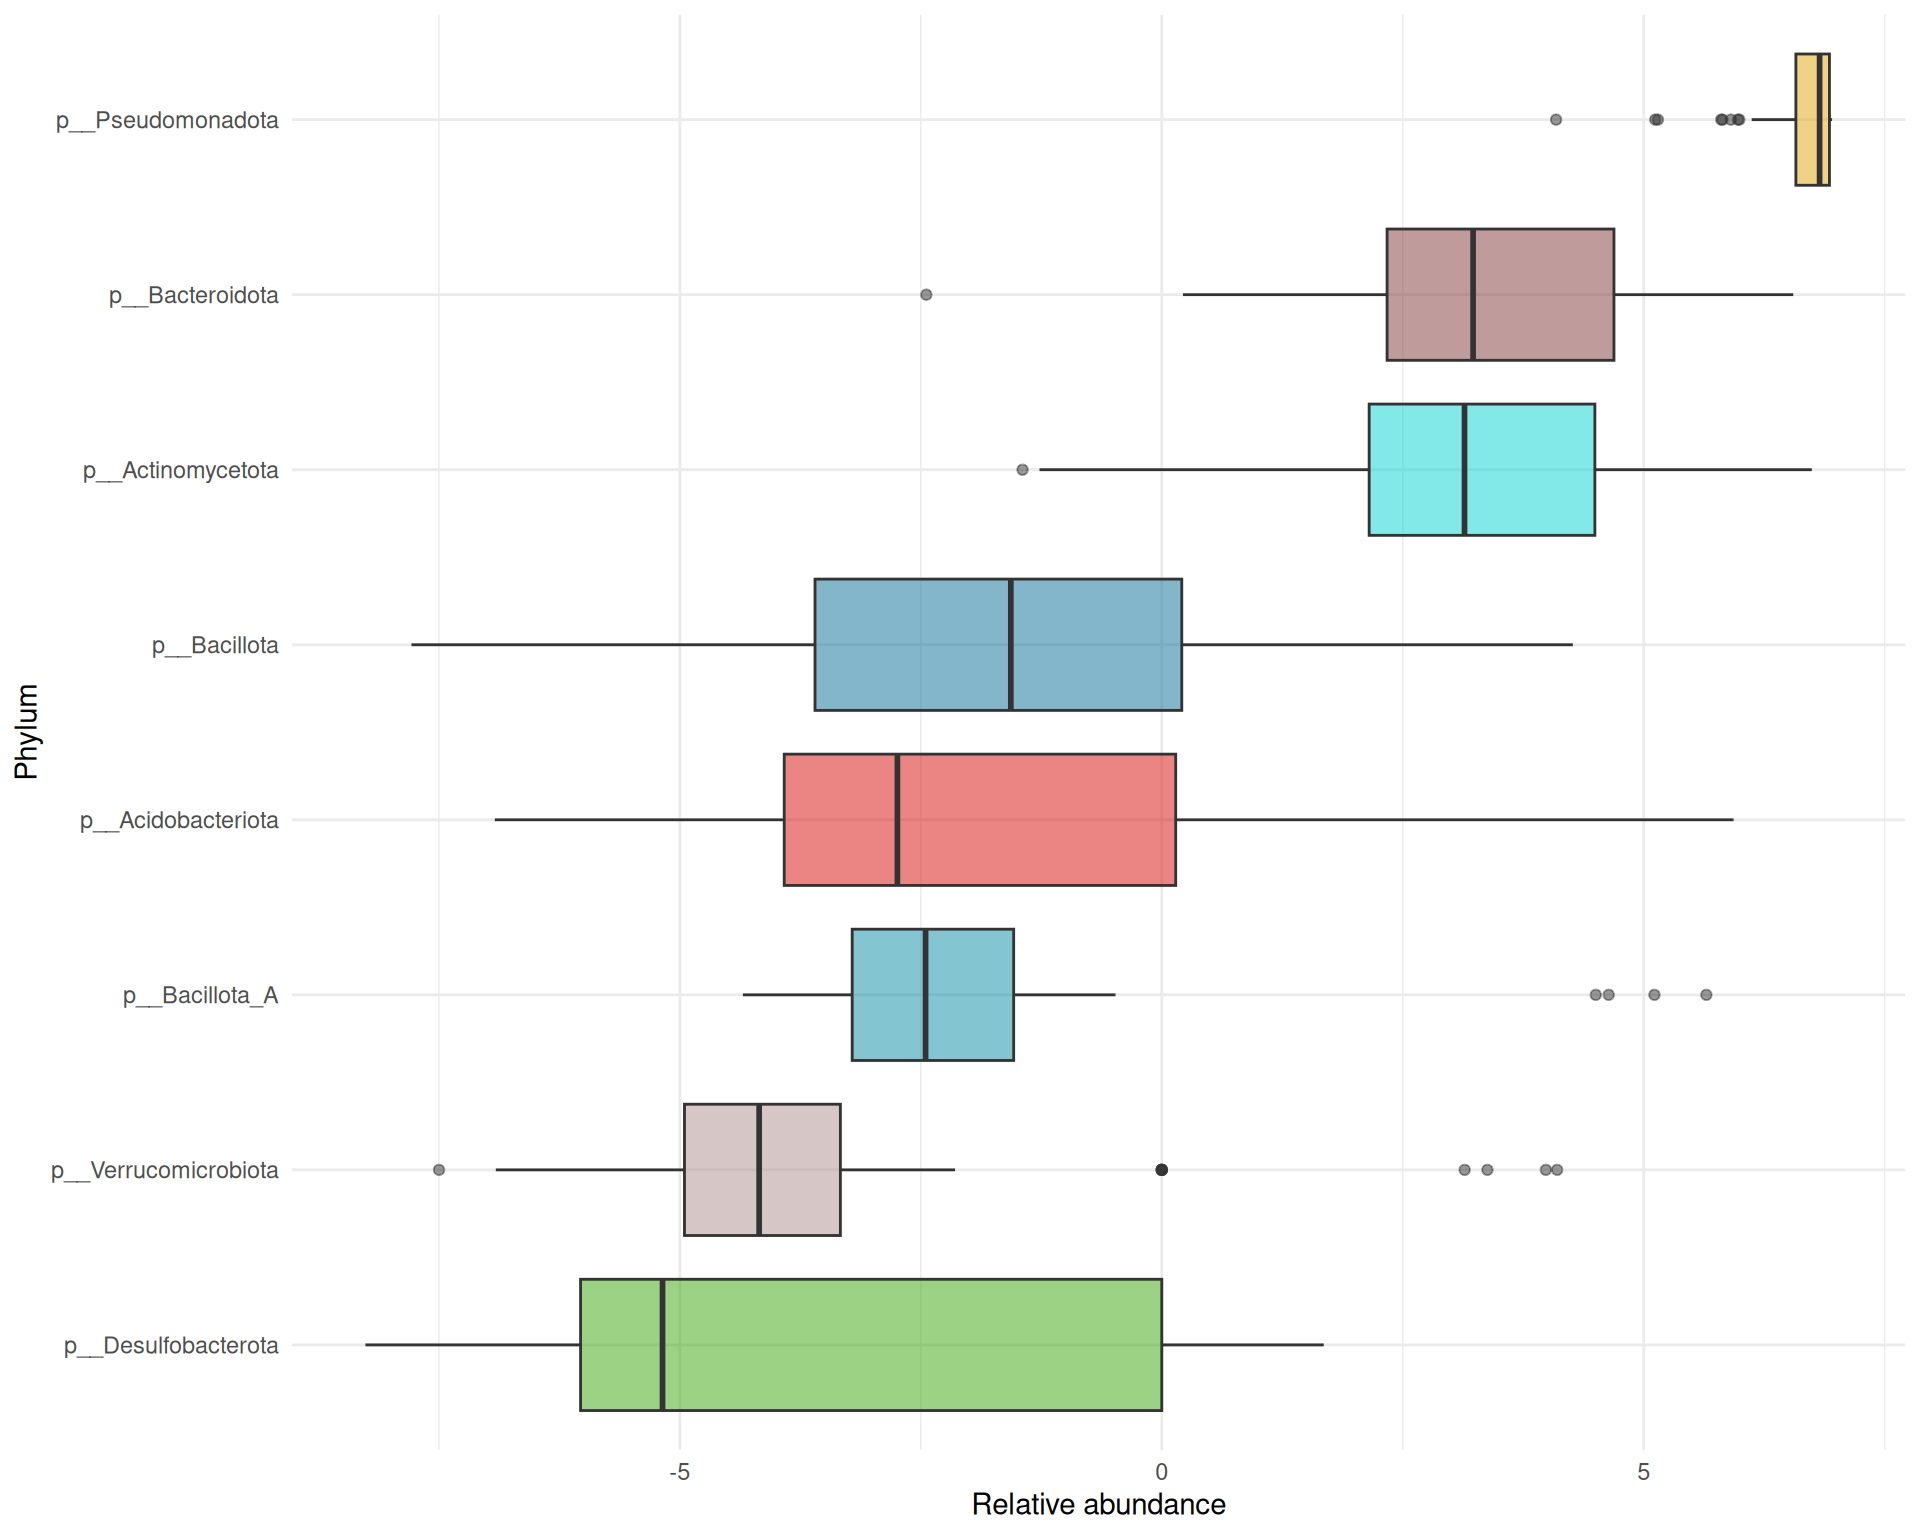 p__Pseudomonadota
p__Bacteroidota
p__Actinomycetota
p__Bacillota
p__Acidobacteriota
p__Bacillota_A
p__Verrucomicrobiota
p__Desulfobacterota
Phylum
-5 0 5
Relative abundance